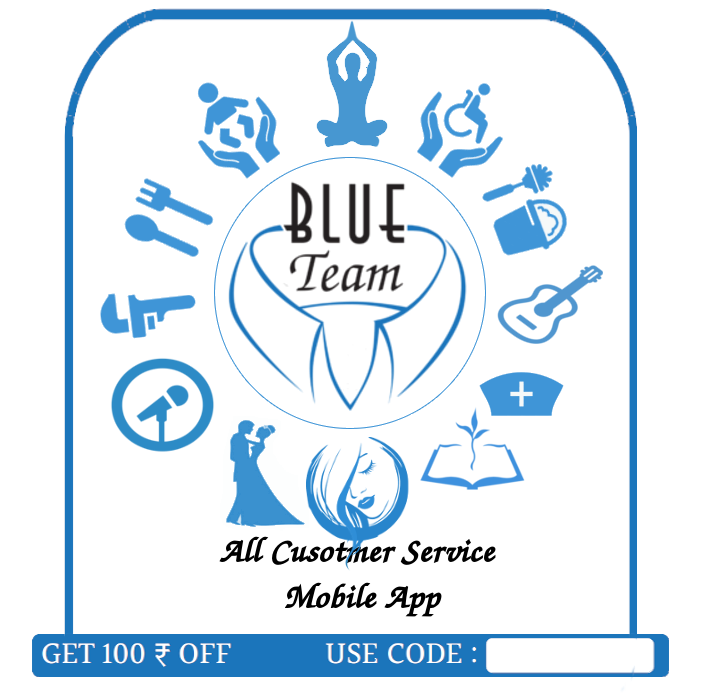 BLUE
Team
All Cusotmer Service
Mobile App
GET 100 ₹ OFF USE CODE :